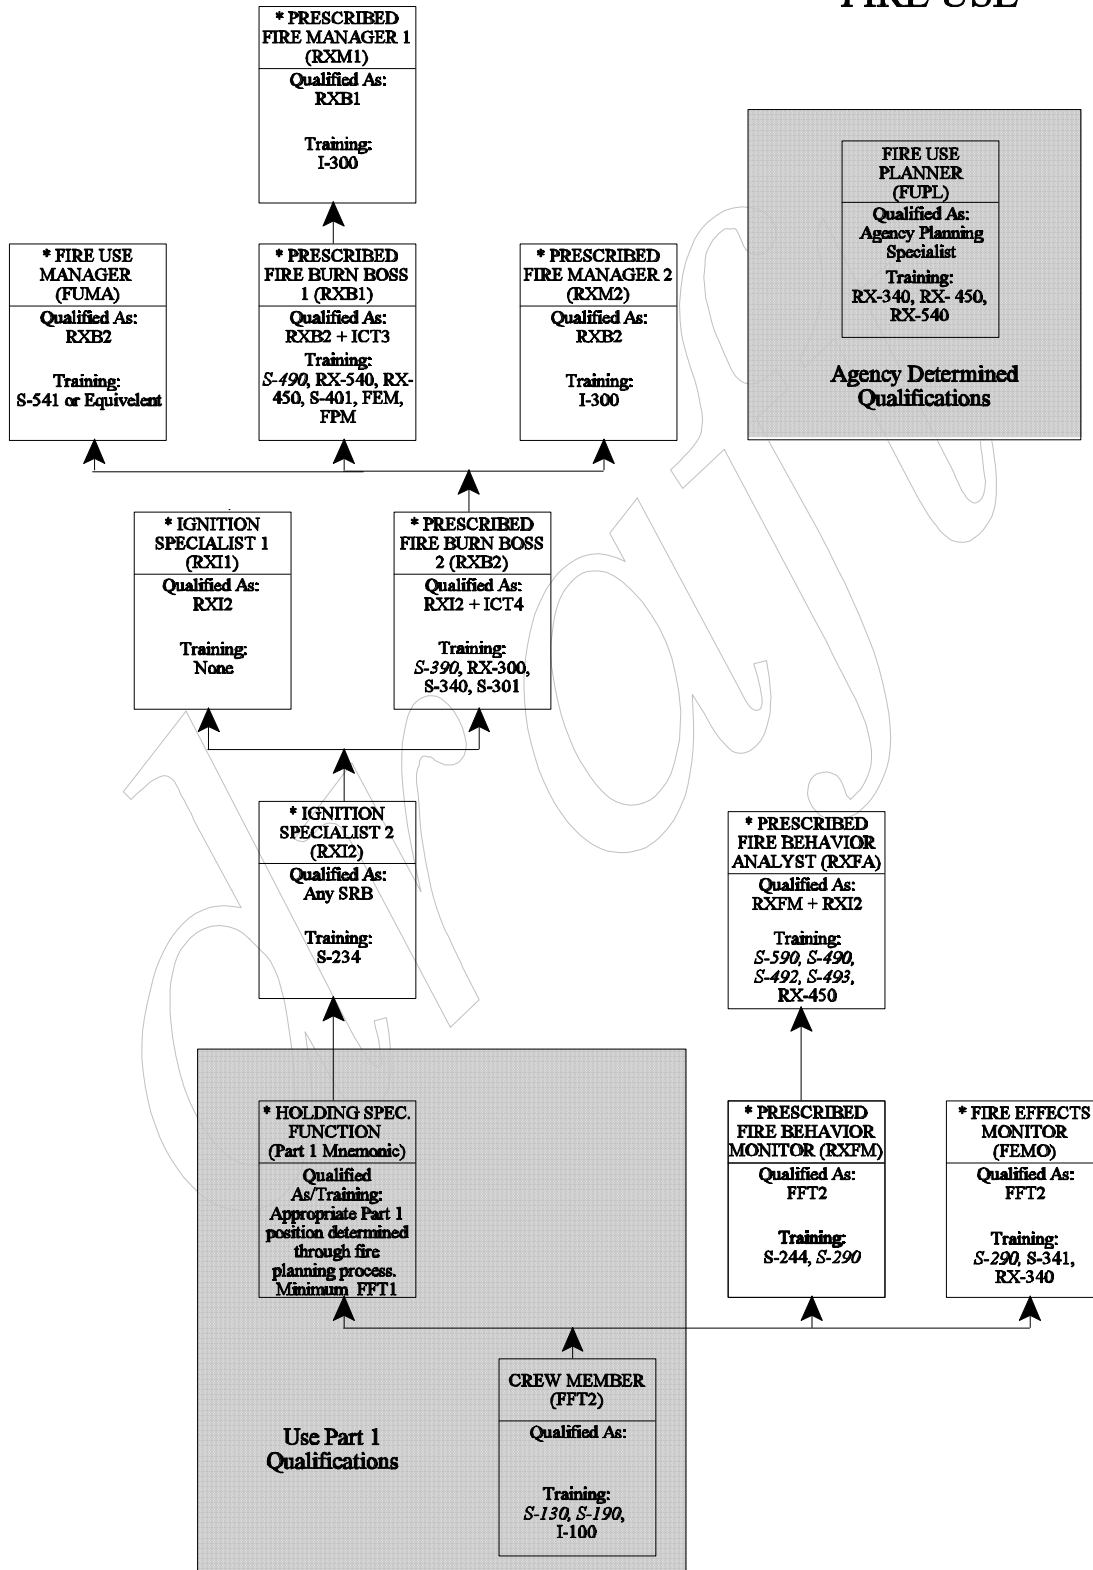 FIRE USE
* PRESCRIBED
FIRE MANAGER 1
(RXM1)
Qualified As:
RXB1
Training:
I-300
FIRE USE
PLANNER
(FUPL)
Qualified As:
Agency Planning
Specialist
Training:
RX-340, RX- 450,
RX-540
Agency Determined
Qualifications
* FIRE USE
MANAGER
(FUMA)
Qualified As:
RXB2
Training:
S-541 or Equivelent
* PRESCRIBED
FIRE BURN BOSS
1 (RXB1)
Qualified As:
RXB2 + ICT3
Training:
S-490, RX-540, RX-
450, S-401, FEM,
FPM
* PRESCRIBED
FIRE MANAGER 2
(RXM2)
Qualified As:
RXB2
Training:
I-300
* IGNITION
SPECIALIST 1
(RXI1)
Qualified As:
RXI2
Training:
None
* PRESCRIBED
FIRE BURN BOSS
2 (RXB2)
Qualified As:
RXI2 + ICT4
Training:
S-390, RX-300,
S-340, S-301
* IGNITION
SPECIALIST 2
(RXI2)
Qualified As:
Any SRB
Training:
S-234
* PRESCRIBED
FIRE BEHAVIOR
ANALYST (RXFA)
Qualified As:
RXFM + RXI2
Training:
S-590, S-490,
S-492, S-493,
RX-450
* HOLDING SPEC.
FUNCTION
(Part 1 Mnemonic)
Qualified
As/Training:
Appropriate Part 1
position determined
through fire
planning process.
Minimum FFT1
* PRESCRIBED
FIRE BEHAVIOR
MONITOR (RXFM)
Qualified As:
FFT2
Training:
S-244, S-290
* FIRE EFFECTS
MONITOR
(FEMO)
Qualified As:
FFT2
Training:
S-290, S-341,
RX-340
CREW MEMBER
(FFT2)
Qualified As:
Training:
S-130, S-190,
I-100
Use Part 1
Qualifications
draft